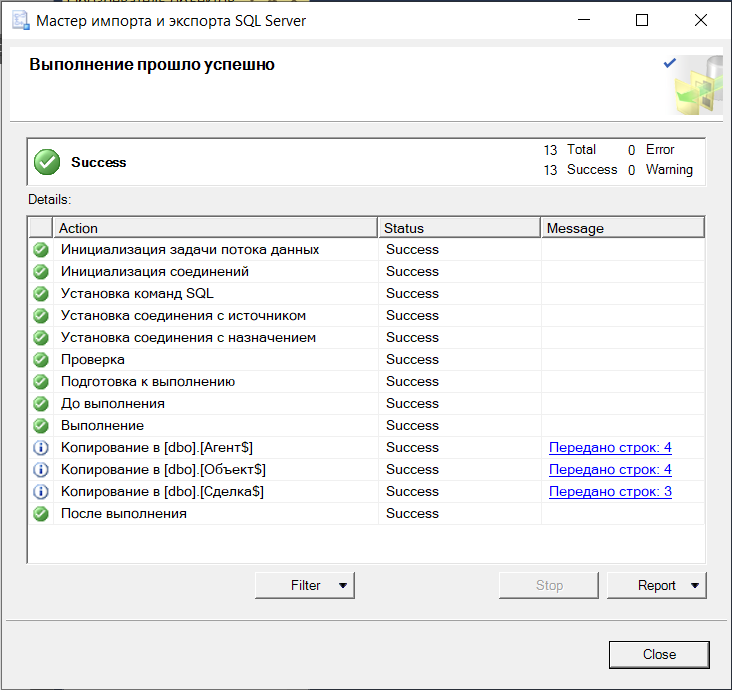 Мастер импорта и экспорта SQL Server
Выполнение прошло успешно
Success
13 Total 0 Error
13 Success 0 Warning
Details:
Action Status Message
Инициализация задачи потока данных Success
Инициализация соединений Success
Установка команд SQL Success
Установка соединения с источником Success
Установка соединения с назначением Success
Проверка Success
Подготовка к выполнению Success
До выполнения Success
Выполнение Success
Копирование в [dbo].[Агент$] Success Передано строк: 4
Копирование в [dbo].[Объект$] Success Передано строк: 4
Копирование в [dbo].[Сделка$] Success Передано строк: 3
После выполнения Success
Filter Stop Report
Close